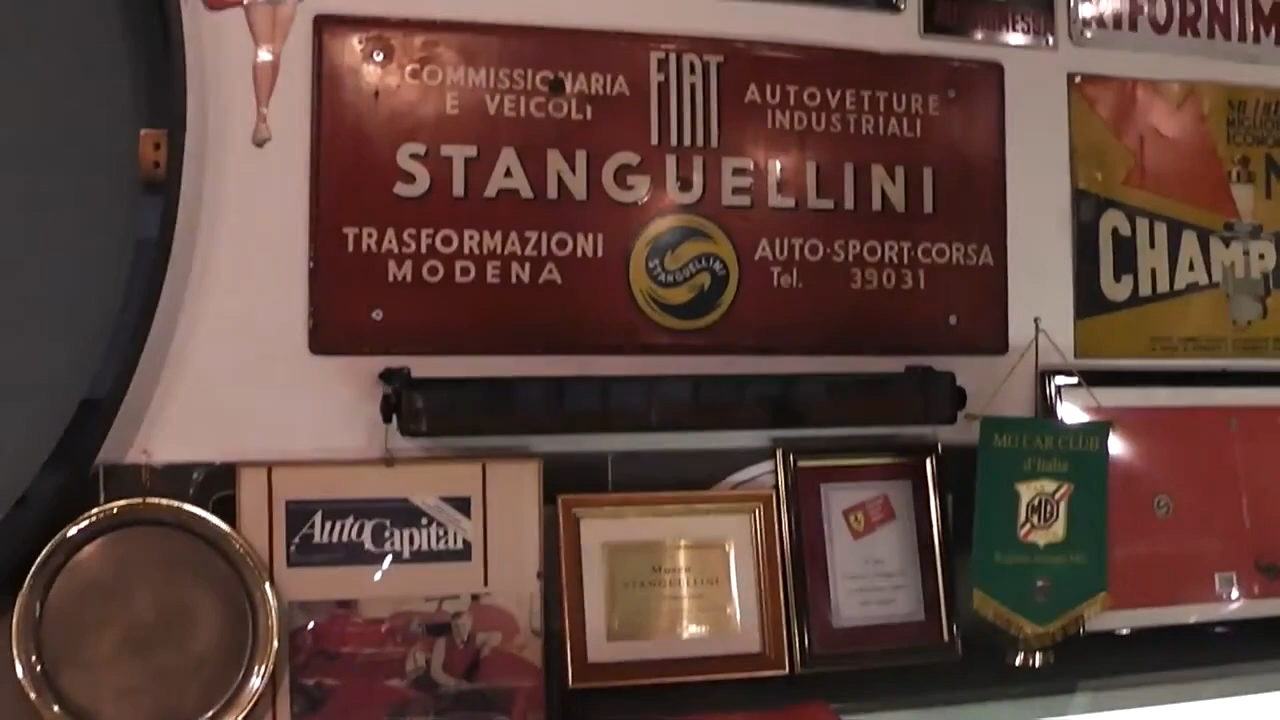 COMMISSIONARIA FIAT AUTOVETTURE
E VEICOLI INDUSTRIALI
STANGUELLINI
TRASFORMAZIONI AUTO·SPORT·CORSA
MODENA Tel. 39031
STANGUELLINI
RIFORNIM
CHAMP
AutoCapital
Museo
STANGUELLINI
MG CAR CLUB
d'Italia
MG